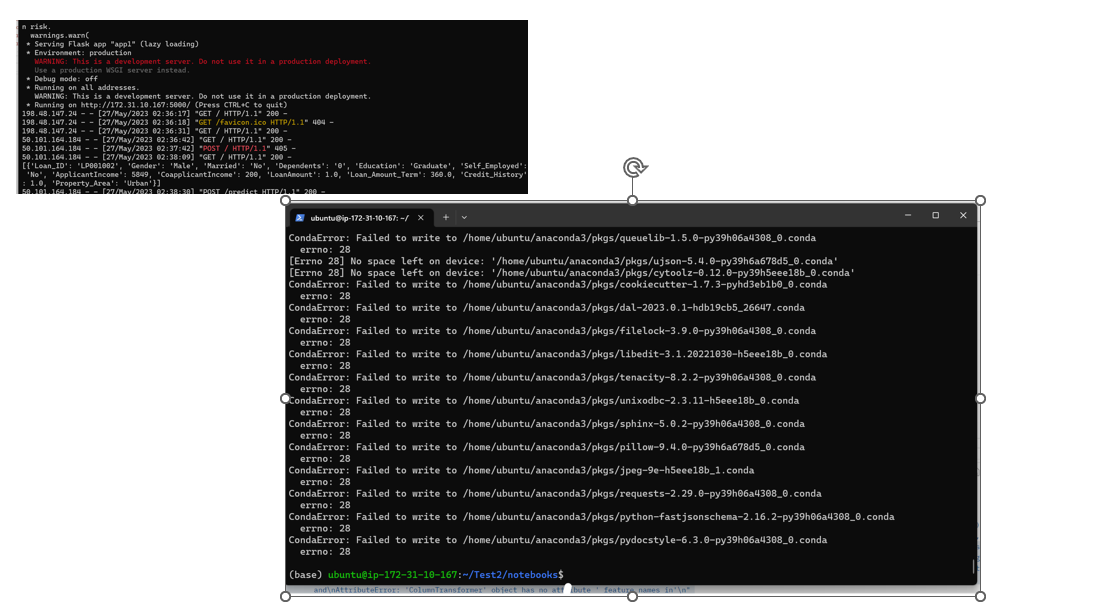 n risk.
warnings.warn(
* Serving Flask app "app1" (lazy loading)
* Environment: production
WARNING: This is a development server. Do not use it in a production deployment.
Use a production WSGI server instead.
* Debug mode: off
* Running on all addresses.
WARNING: This is a development server. Do not use it in a production deployment.
* Running on http://172.31.10.167:5000/ (Press CTRL+C to quit)
198.48.147.24 - - [27/May/2023 02:36:17] "GET / HTTP/1.1" 200 -
198.48.147.24 - - [27/May/2023 02:36:18] "GET /favicon.ico HTTP/1.1" 404 -
198.48.147.24 - - [27/May/2023 02:36:31] "GET / HTTP/1.1" 200 -
50.101.164.184 - - [27/May/2023 02:36:42] "GET / HTTP/1.1" 200 -
50.101.164.184 - - [27/May/2023 02:37:42] "POST / HTTP/1.1" 405 -
50.101.164.184 - - [27/May/2023 02:38:09] "GET / HTTP/1.1" 200 -
[{'Loan_ID': 'LP001002', 'Gender': 'Male', 'Married': 'No', 'Dependents': '0', 'Education': 'Graduate', 'Self_Employed':
'No', 'ApplicantIncome': 5849, 'CoapplicantIncome': 200, 'LoanAmount': 1.0, 'Loan_Amount_Term': 360.0, 'Credit_History'
: 1.0, 'Property_Area': 'Urban'}]
50.101.164.184 - - [27/May/2023 02:38:30] "POST /predict HTTP/1.1" 200 -
ubuntu@ip-172-31-10-167: ~/
CondaError: Failed to write to /home/ubuntu/anaconda3/pkgs/queuelib-1.5.0-py39h06a4308_0.conda
errno: 28
[Errno 28] No space left on device: '/home/ubuntu/anaconda3/pkgs/ujson-5.4.0-py39h6a678d5_0.conda'
[Errno 28] No space left on device: '/home/ubuntu/anaconda3/pkgs/cytoolz-0.12.0-py39h5eee18b_0.conda'
CondaError: Failed to write to /home/ubuntu/anaconda3/pkgs/cookiecutter-1.7.3-pyhd3eb1b0_0.conda
errno: 28
CondaError: Failed to write to /home/ubuntu/anaconda3/pkgs/dal-2023.0.1-hdb19cb5_26647.conda
errno: 28
CondaError: Failed to write to /home/ubuntu/anaconda3/pkgs/filelock-3.9.0-py39h06a4308_0.conda
errno: 28
CondaError: Failed to write to /home/ubuntu/anaconda3/pkgs/libedit-3.1.20221030-h5eee18b_0.conda
errno: 28
CondaError: Failed to write to /home/ubuntu/anaconda3/pkgs/tenacity-8.2.2-py39h06a4308_0.conda
errno: 28
CondaError: Failed to write to /home/ubuntu/anaconda3/pkgs/unixodbc-2.3.11-h5eee18b_0.conda
errno: 28
CondaError: Failed to write to /home/ubuntu/anaconda3/pkgs/sphinx-5.0.2-py39h06a4308_0.conda
errno: 28
CondaError: Failed to write to /home/ubuntu/anaconda3/pkgs/pillow-9.4.0-py39h6a678d5_0.conda
errno: 28
CondaError: Failed to write to /home/ubuntu/anaconda3/pkgs/jpeg-9e-h5eee18b_1.conda
errno: 28
CondaError: Failed to write to /home/ubuntu/anaconda3/pkgs/requests-2.29.0-py39h06a4308_0.conda
errno: 28
CondaError: Failed to write to /home/ubuntu/anaconda3/pkgs/python-fastjsonschema-2.16.2-py39h06a4308_0.conda
errno: 28
CondaError: Failed to write to /home/ubuntu/anaconda3/pkgs/pydocstyle-6.3.0-py39h06a4308_0.conda
errno: 28
(base) ubuntu@ip-172-31-10-167:~/Test2/notebooks$
and\nAttributeError: 'ColumnTransformer' object has no feature names in'\n"